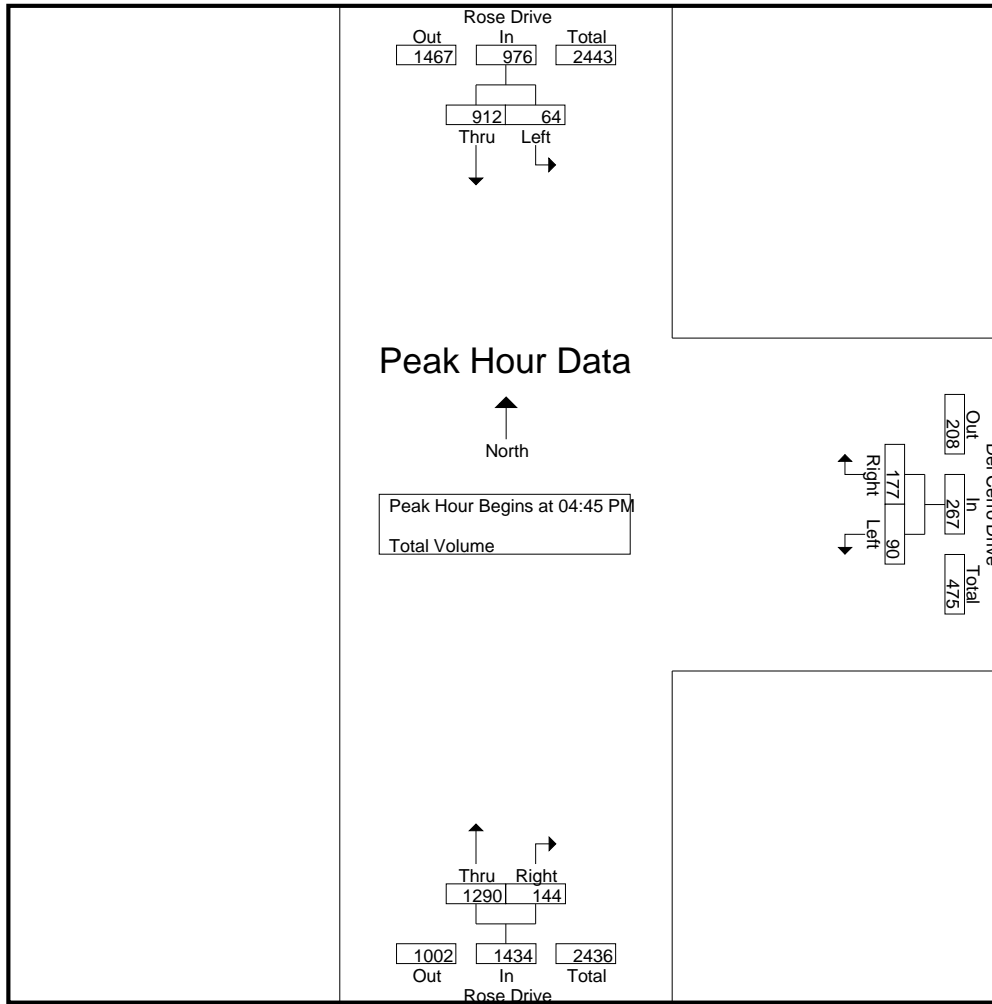 Rose Drive
Out In Total
1467 976 2443
912 64
Thru Left
Peak Hour Data
North
Peak Hour Begins at 04:45 PM
Total Volume
Out In Total
208 267 475
Right Left
177 90
Thru Right
1290 144
1002 1434 2436
Out In Total
Rose Drive